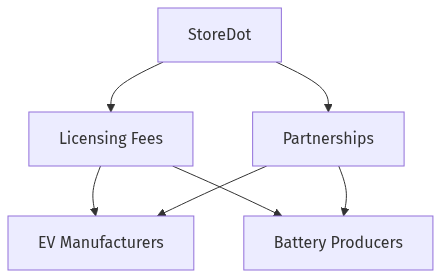 StoreDot
Licensing Fees
Partnerships
EV Manufacturers
Battery Producers